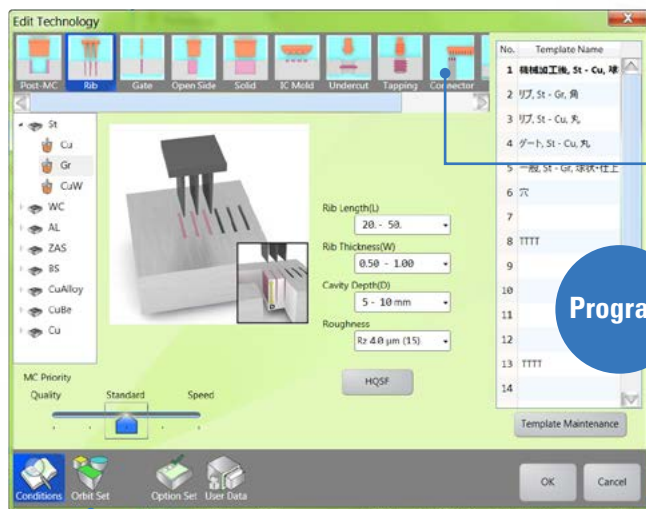 Edit Technology
Post-MC
Rib
Gate
Open Side
Solid
IC Mold
Undercut
Tapping
Connector
St
Cu
Gr
CuW
WC
AL
ZAS
BS
CuAlloy
CuBe
Cu
Rib Length(L)
20. - 50.
Rib Thickness(W)
0.50 - 1.00
Cavity Depth(D)
5 - 10 mm
Roughness
Rz 4.0 μm (15)
HQSF
MC Priority
Quality
Standard
Speed
Conditions
Orbit Set
Option Set
User Data
No. Template Name
1 機械加工後, St - Cu, 球
2 リブ, St - Gr, 角
3 リブ, St - Cu, 丸
4 ゲート, St - Cu, 丸
5 一般, St - Gr, 球状・仕上
6 穴
7
8 TTTT
9
10
11
12
13 TTTT
14
Progra
Template Maintenance
OK
Cancel